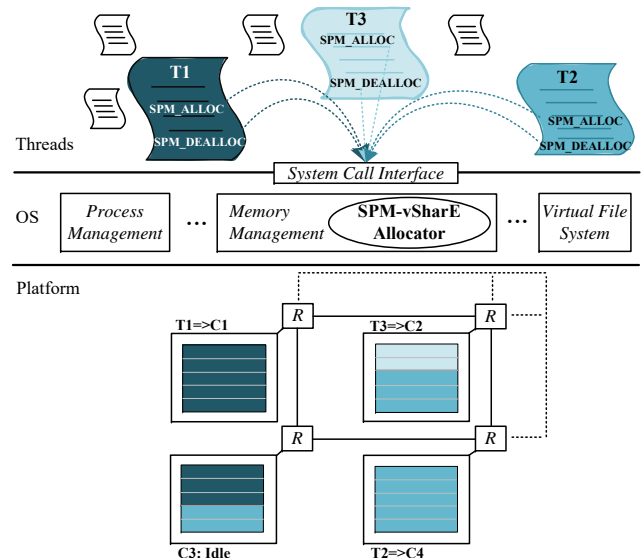 T3
SPM_ALLOC
SPM_DEALLOC
T1
SPM_ALLOC
SPM_DEALLOC
T2
SPM_ALLOC
SPM_DEALLOC
Threads
System Call Interface
OS
Process
Management
...
Memory
Management
SPM-vSharE
Allocator
...
Virtual File
System
Platform
T1=>C1
R
T3=>C2
R
R
R
C3: Idle
T2=>C4